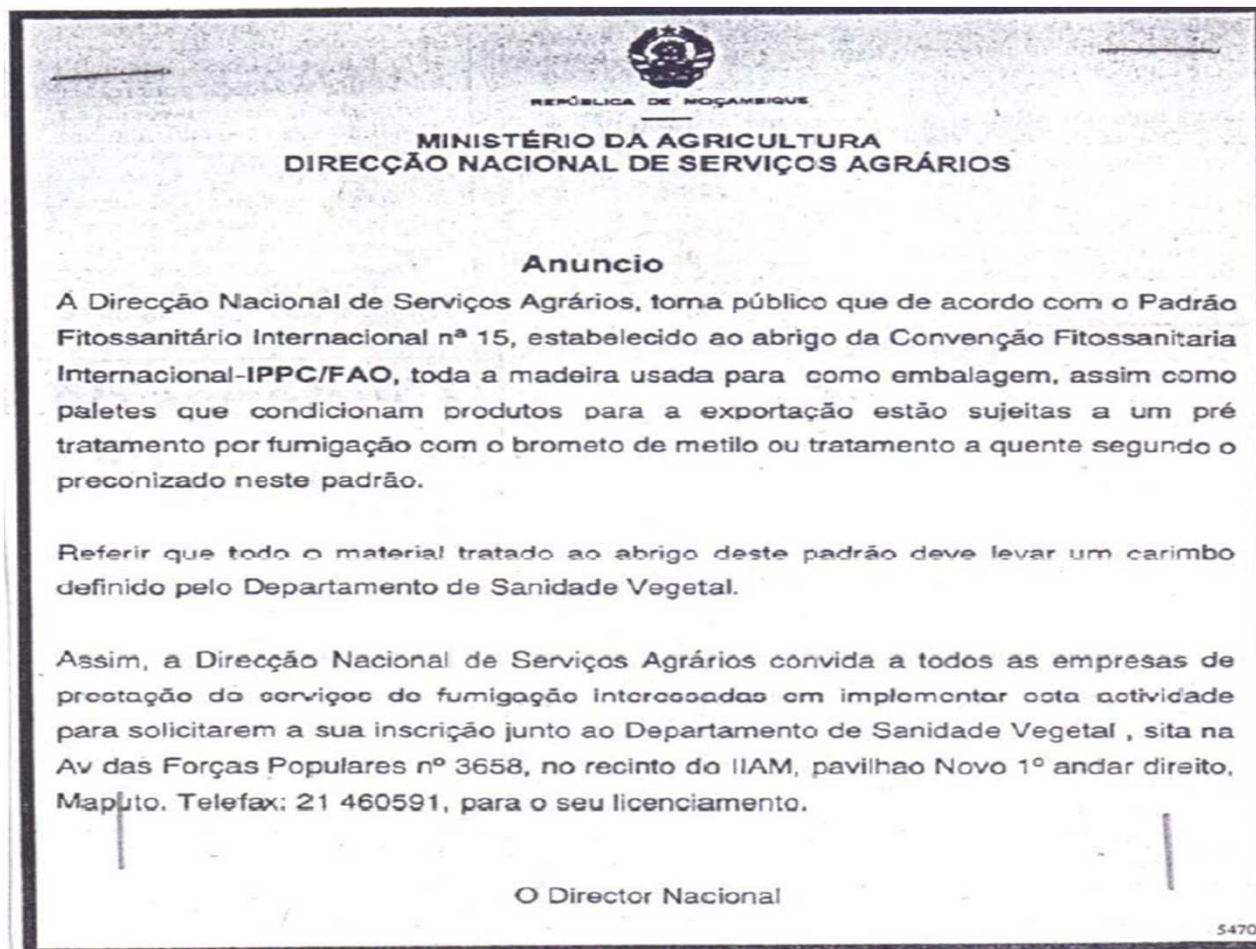 REPÚBLICA DE MOÇAMBIQUE
MINISTÉRIO DA AGRICULTURA
DIRECÇÃO NACIONAL DE SERVIÇOS AGRÁRIOS
Anuncio
A Direcção Nacional de Serviços Agrários, torna público que de acordo com o Padrão
Fitossanitário Internacional nª 15, estabelecido ao abrigo da Convenção Fitossanitaria
Internacional-IPPC/FAO, toda a madeira usada para como embalagem, assim como
paletes que condicionam produtos para a exportação estão sujeitas a um pré
tratamento por fumigação com o brometo de metilo ou tratamento a quente segundo o
preconizado neste padrão.
Referir que todo o material tratado ao abrigo deste padrão deve levar um carimbo
definido pelo Departamento de Sanidade Vegetal.
Assim, a Direcção Nacional de Serviços Agrários convida a todos as empresas de
prestação de serviços de fumigação interessadas em implementar esta actividade
para solicitarem a sua inscrição junto ao Departamento de Sanidade Vegetal , sita na
Av das Forças Populares nº 3658, no recinto do IIAM, pavilhao Novo 1º andar direito,
Maputo. Telefax: 21 460591, para o seu licenciamento.
O Director Nacional
5470